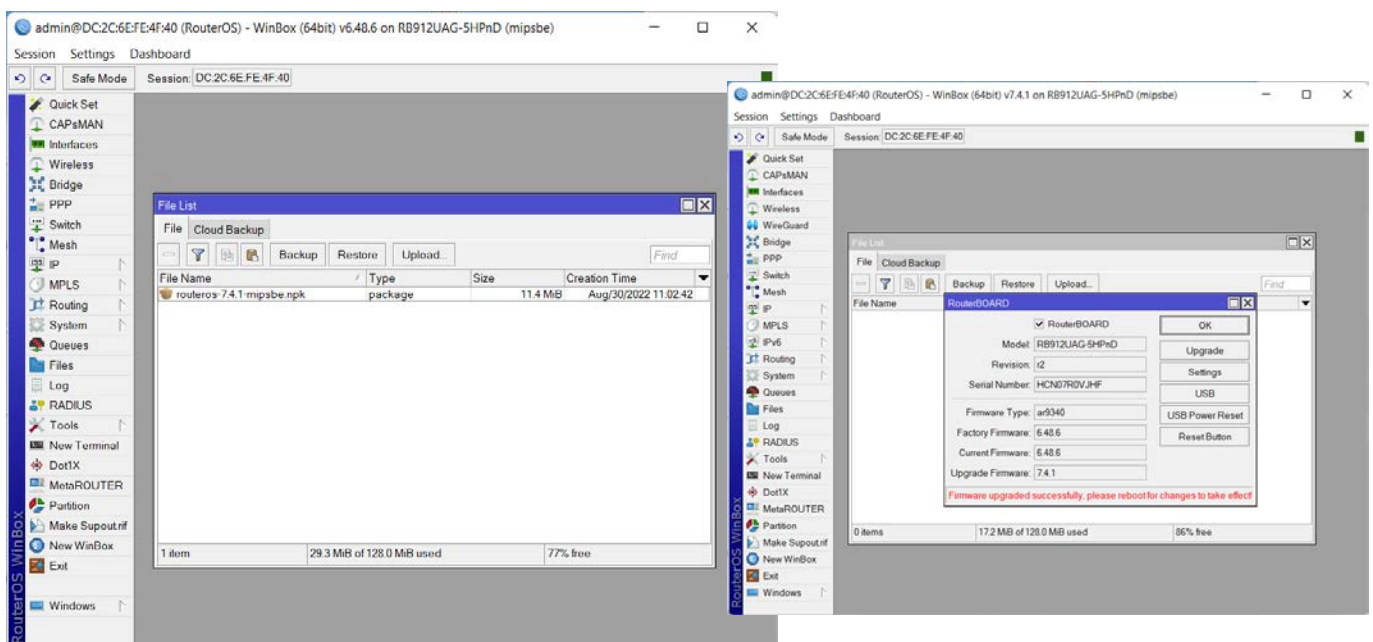 admin@DC:2C:6E:FE:4F:40 (RouterOS) - WinBox (64bit) v6.48.6 on RB912UAG-5HPnD (mipsbe)
Session Settings Dashboard
Safe Mode Session: DC:2C:6E:FE:4F:40
Quick Set
CAPsMAN
Interfaces
Wireless
Bridge
PPP
Switch
Mesh
IP
MPLS
Routing
System
Queues
Files
Log
RADIUS
Tools
New Terminal
Dot1X
MetaROUTER
Partition
Make Supout.rif
New WinBox
Exit
Windows
RouterOS WinBox
File List
File Cloud Backup
Backup Restore Upload... Find
File Name Type Size Creation Time
routeros-7.4.1-mipsbe.npk package 11.4 MiB Aug/30/2022 11:02:42
1 item 29.3 MiB of 128.0 MiB used 77% free
admin@DC:2C:6E:FE:4F:40 (RouterOS) - WinBox (64bit) v7.4.1 on RB912UAG-5HPnD (mipsbe)
Session Settings Dashboard
Safe Mode Session: DC:2C:6E:FE:4F:40
Quick Set
CAPsMAN
Interfaces
Wireless
WireGuard
Bridge
PPP
Switch
Mesh
IP
MPLS
IPv6
Routing
System
Queues
Files
Log
RADIUS
Tools
New Terminal
Dot1X
MetaROUTER
Partition
Make Supout.rif
New WinBox
Exit
Windows
RouterOS WinBox
File List
File Cloud Backup
Backup Restore Upload... Find
File Name
RouterBOARD
RouterBOARD OK
Model: RB912UAG-5HPnD
Upgrade
Revision: r2
Settings
Serial Number: HCN07R0VJHF
USB
Firmware Type: ar9340 USB Power Reset
Factory Firmware: 6.48.6
Reset Button
Current Firmware: 6.48.6
Upgrade Firmware: 7.4.1
Firmware upgraded successfully, please reboot for changes to take effect!
0 items 17.2 MiB of 128.0 MiB used 86% free